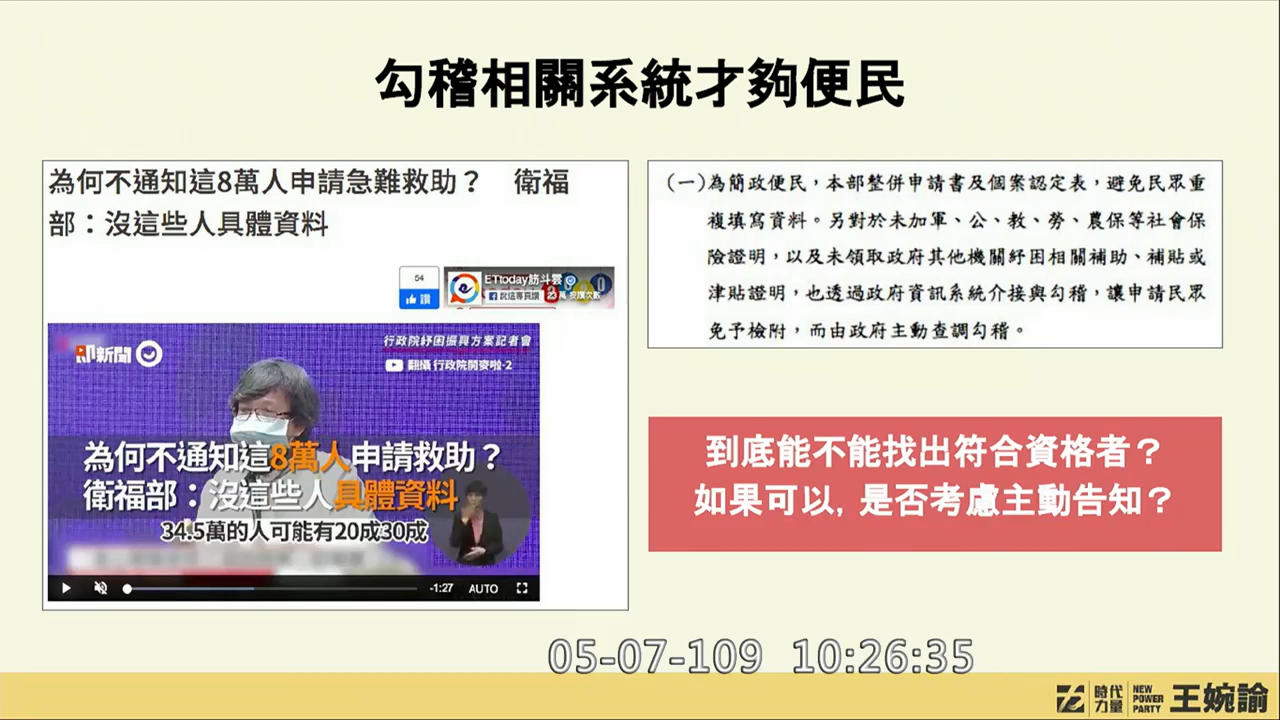 勾稽相關系統才夠便民
為何不通知這8萬人申請急難救助? 衛福
部:沒這些人具體資料
54
讚
ETtoday筋斗雲
即新聞
行政院紓困振興方案記者會
翻攝 行政院開麥啦-2
為何不通知這8萬人申請救助?
衛福部:沒這些人具體資料
34.5萬的人可能有20成30成
-1:27 AUTO
(一)為簡政便民,本部整併申請書及個案認定表,避免民眾重
複填寫資料。另對於未加軍、公、教、勞、農保等社會保
險證明,以及未領取政府其他機關紓困相關補助、補貼或
津貼證明,也透過政府資訊系統介接與勾稽,讓申請民眾
免予檢附,而由政府主動查調勾稽。
到底能不能找出符合資格者?
如果可以,是否考慮主動告知?
05-07-109 10:26:35
時代
力量
NEW
POWER
PARTY
王婉諭